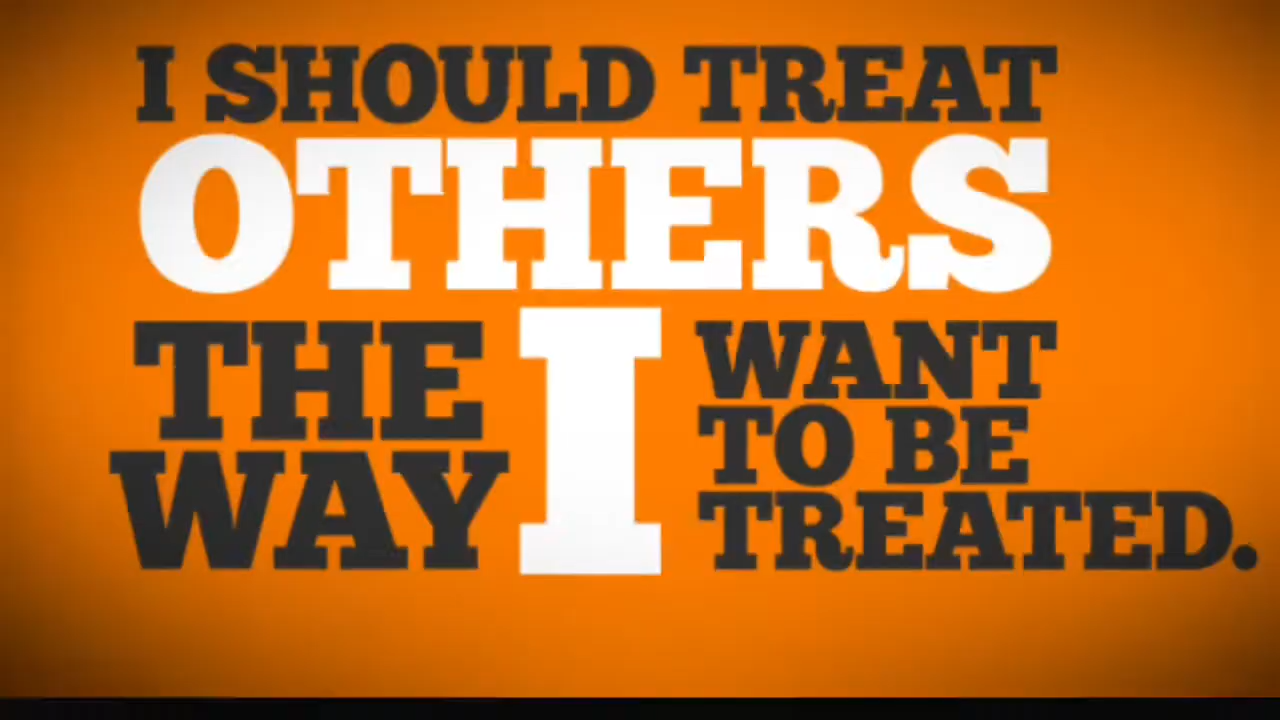 I SHOULD TREAT
OTHERS
THE WAY
I
WANT
TO BE
TREATED.